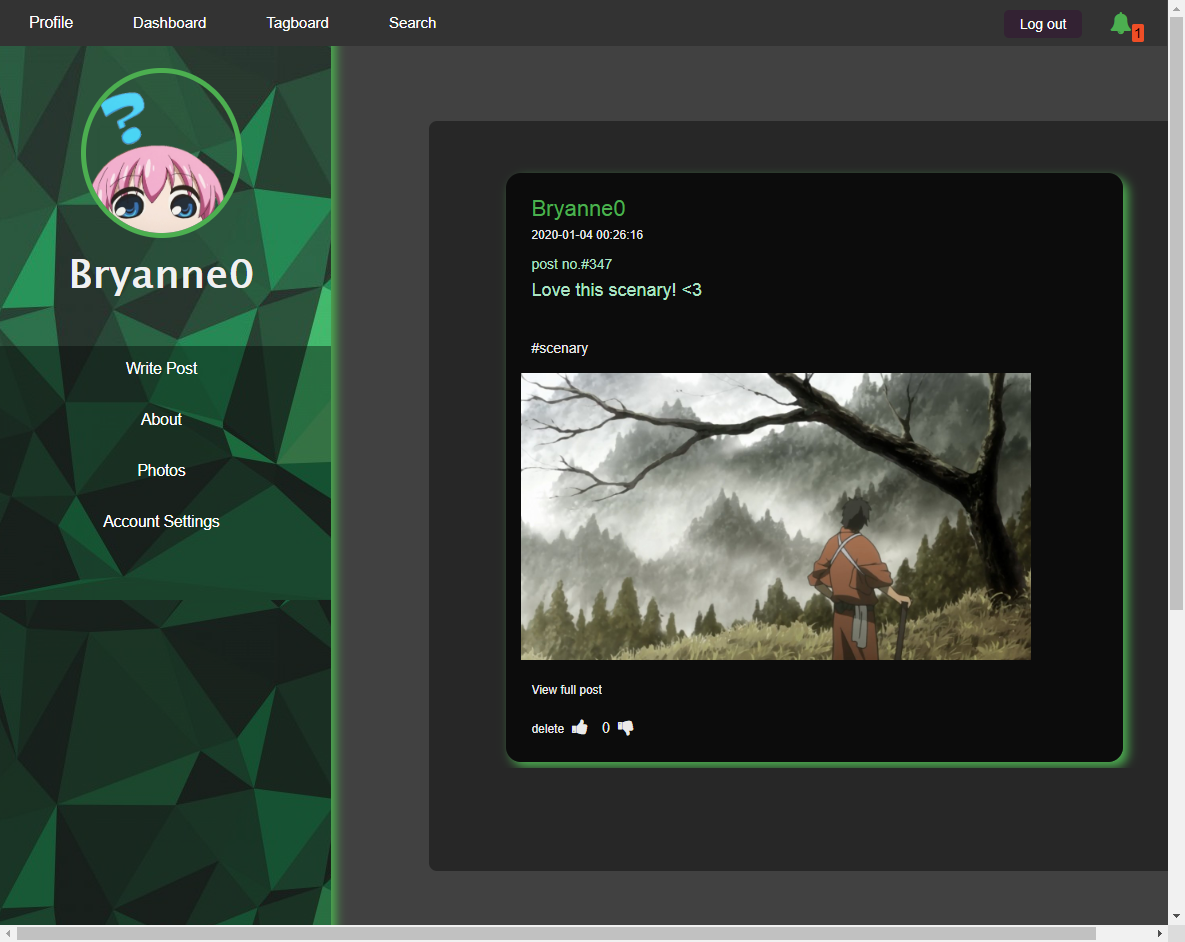 Profile Dashboard Tagboard Search Log out 1
Bryanne0
Write Post
About
Photos
Account Settings
Bryanne0
2020-01-04 00:26:16
post no.#347
Love this scenary! <3
#scenary
View full post
delete 0